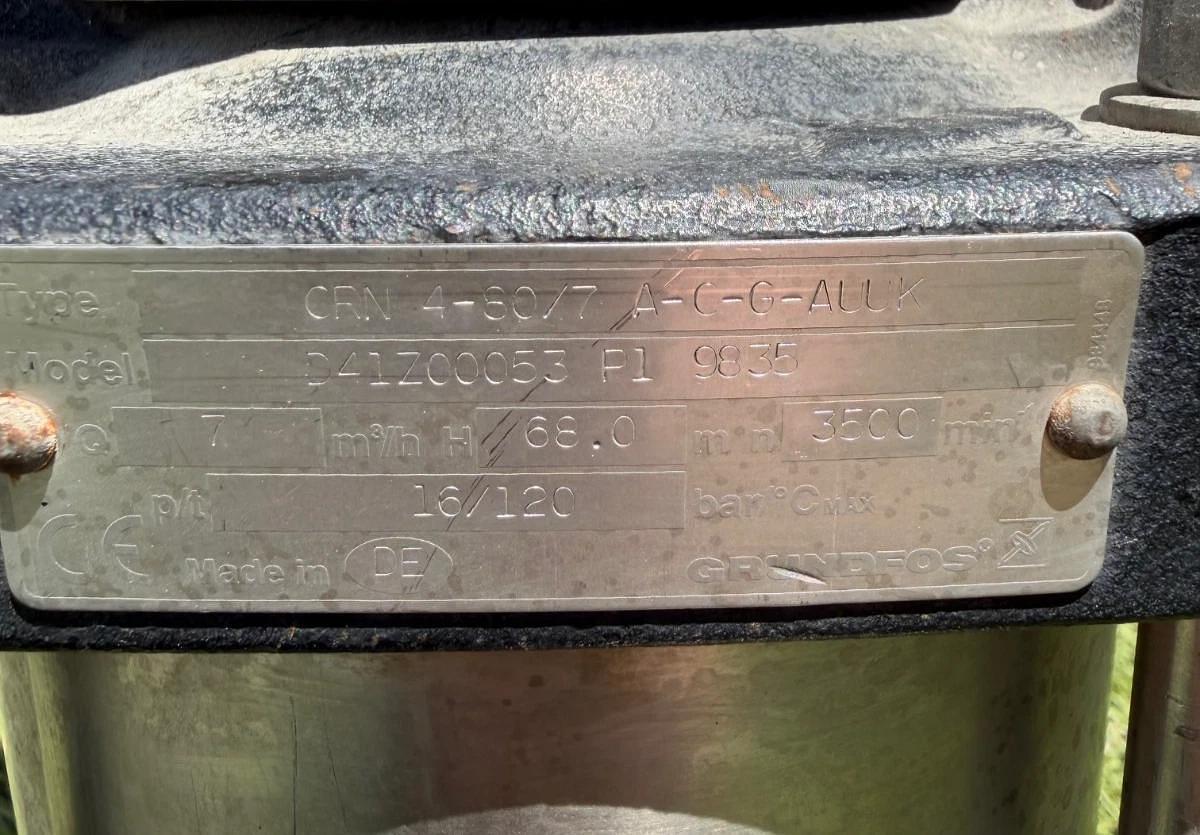 Type CRN 4-80/7 A-C-G-AUUK
Model D41Z00053 P1 9835
Q 7 m³/h H 68.0 m n 3500 min⁻¹
p/t 16/120 bar/°C MAX
CE Made in DE GRUNDFOS